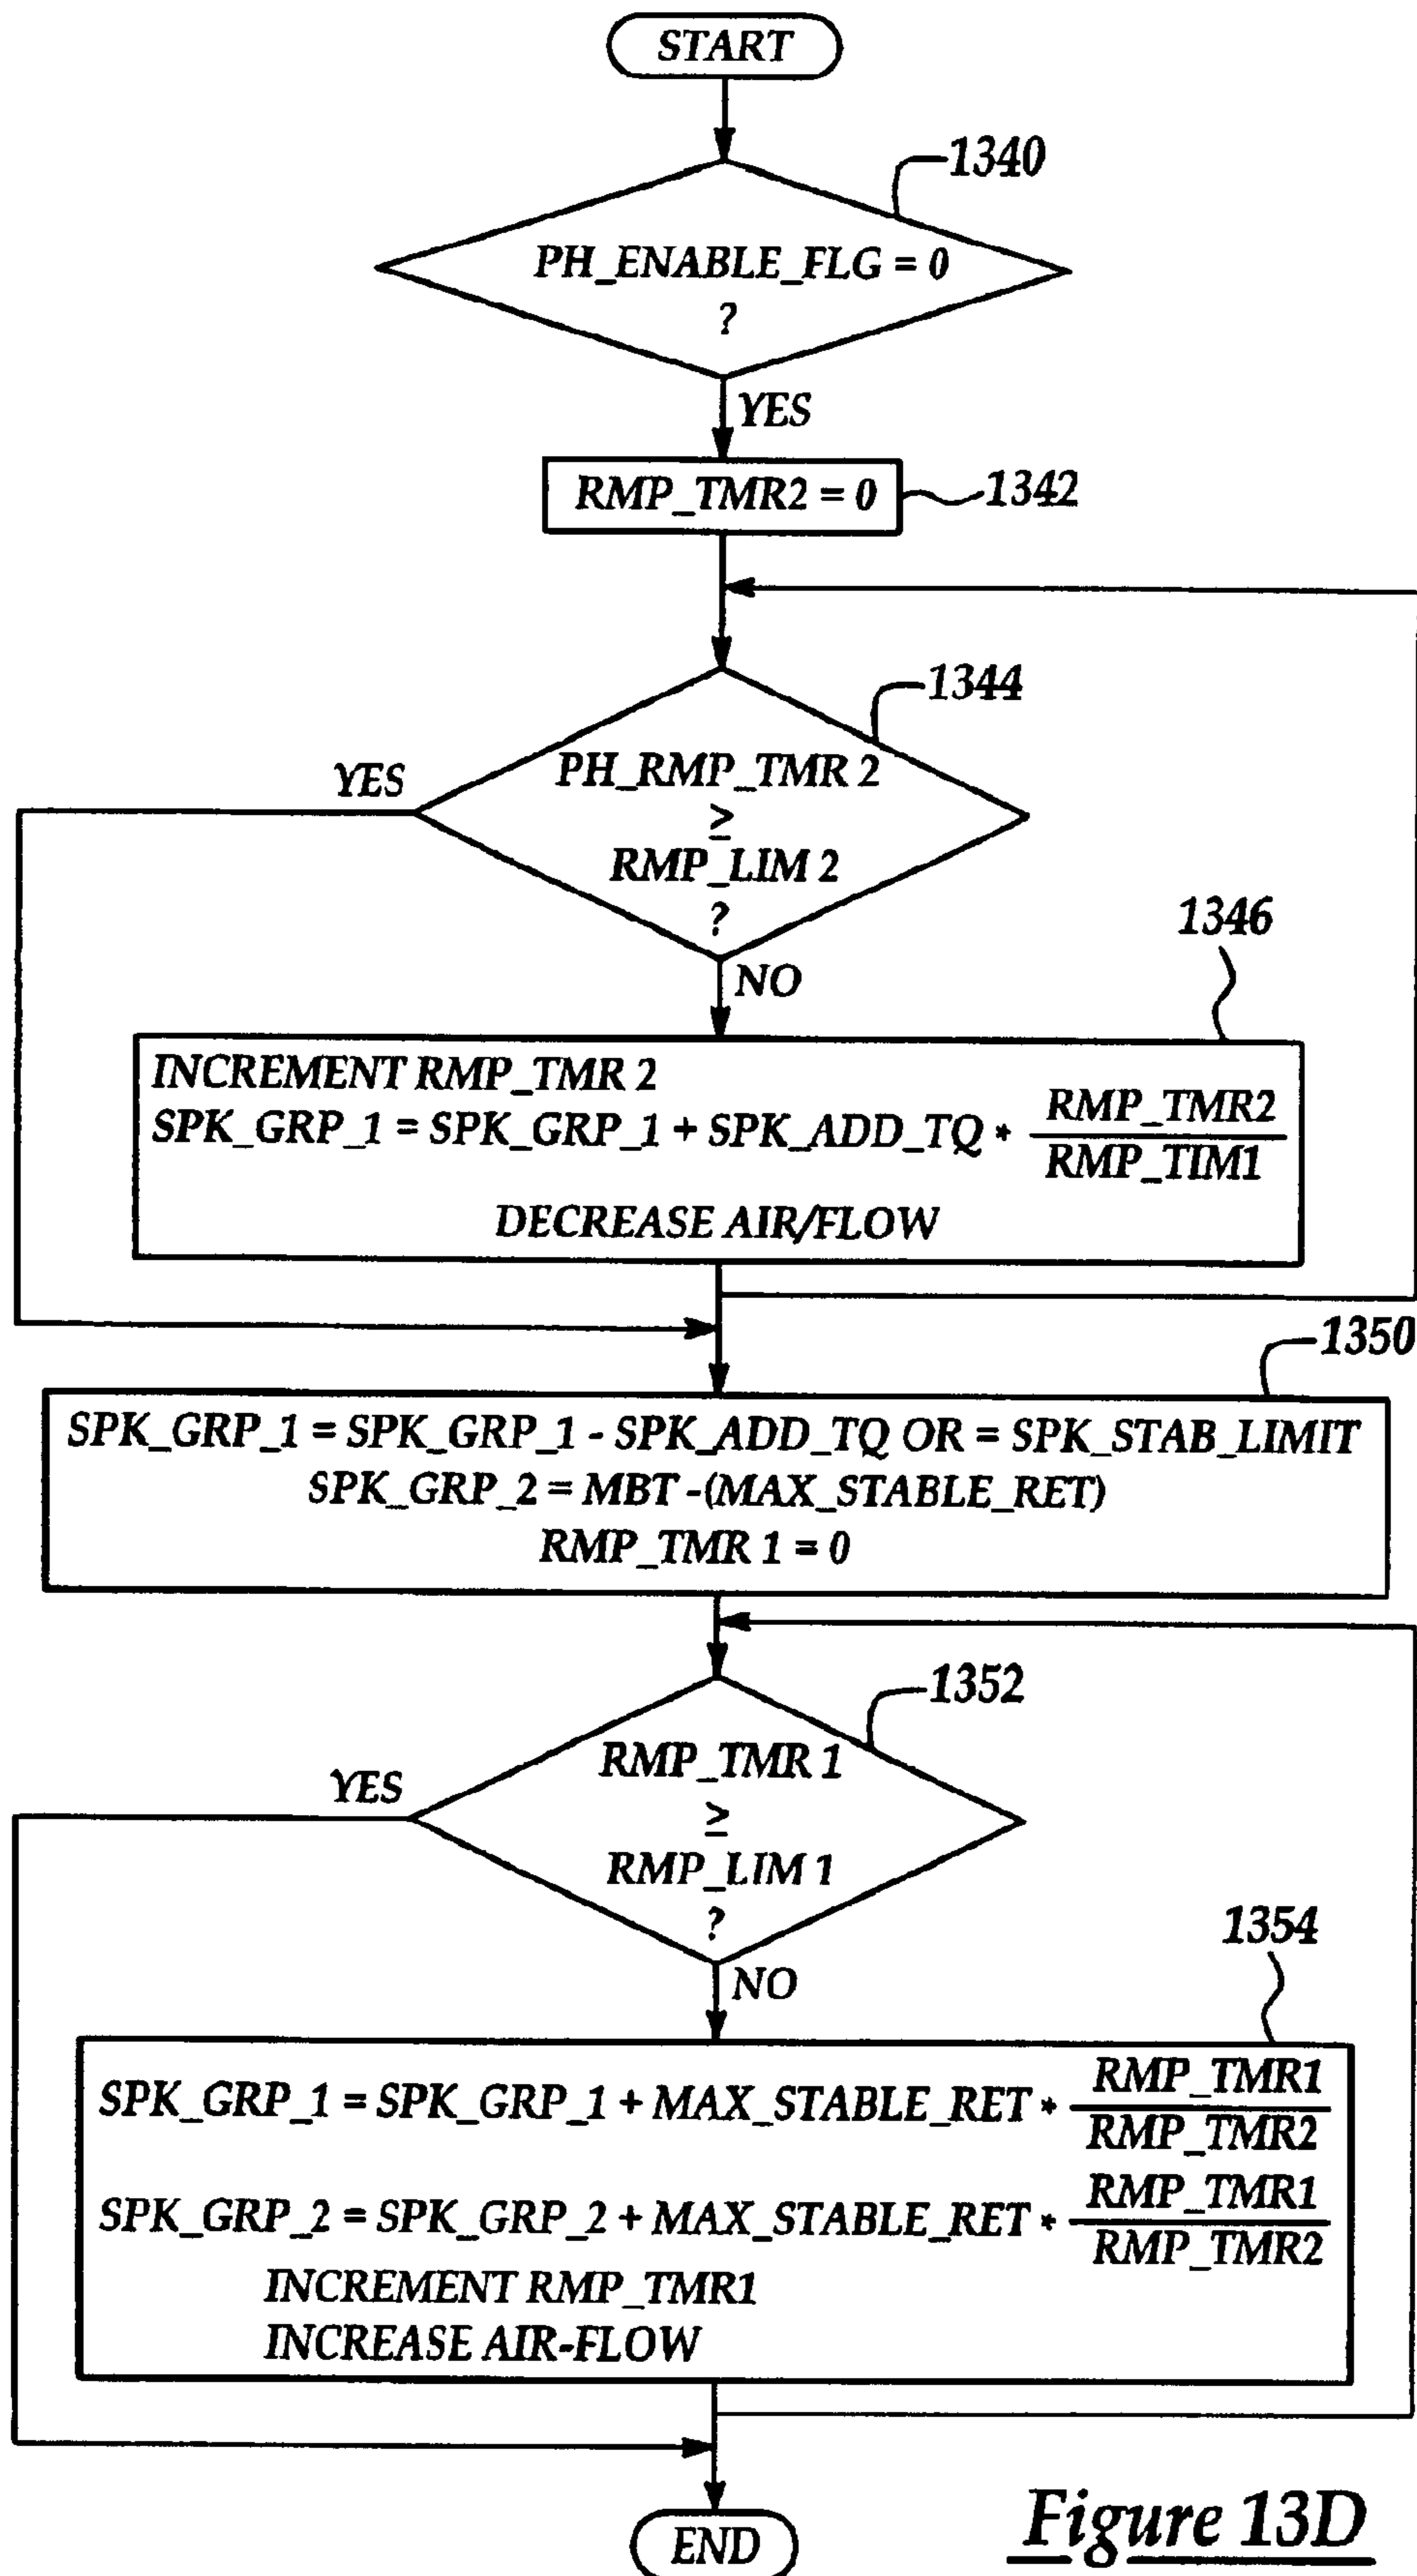 START
1340
PH_ENABLE_FLG = 0
?
YES
RMP_TMR2 = 0
1342
1344
YES
PH_RMP_TMR 2
≥
RMP_LIM 2
?
NO
1346
INCREMENT RMP_TMR 2
SPK_GRP_1 = SPK_GRP_1 + SPK_ADD_TQ * RMP_TMR2
RMP_TIM1
DECREASE AIR/FLOW
1350
SPK_GRP_1 = SPK_GRP_1 - SPK_ADD_TQ OR = SPK_STAB_LIMIT
SPK_GRP_2 = MBT -(MAX_STABLE_RET)
RMP_TMR 1 = 0
1352
YES
RMP_TMR 1
≥
RMP_LIM 1
?
NO
1354
SPK_GRP_1 = SPK_GRP_1 + MAX_STABLE_RET * RMP_TMR1
RMP_TMR2
SPK_GRP_2 = SPK_GRP_2 + MAX_STABLE_RET * RMP_TMR1
RMP_TMR2
INCREMENT RMP_TMR1
INCREASE AIR-FLOW
END
Figure 13D